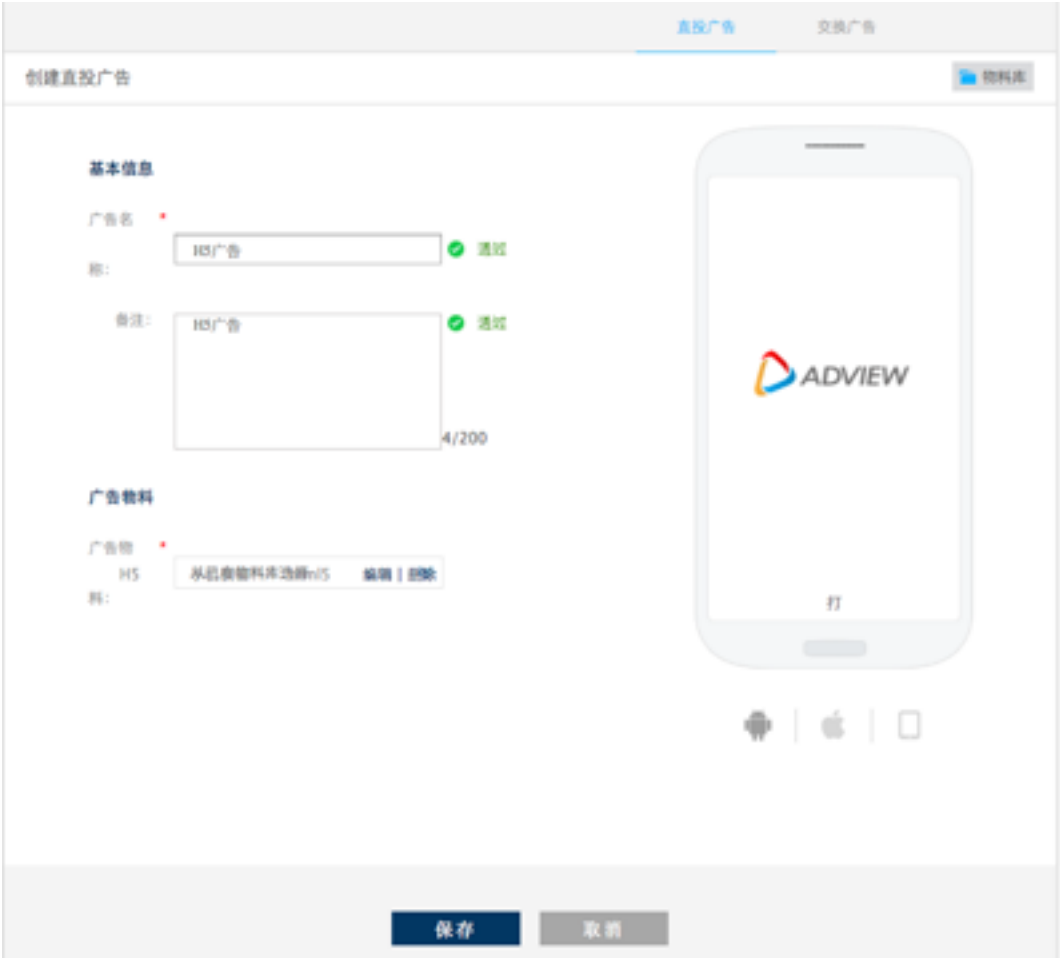 直投广告 交换广告
创建直投广告 物料库
基本信息
广告名 *
称:
H5广告 通过
备注:
H5广告 通过
4/200
广告物料
广告物 *
H5
料:
编辑 | 删除
ADVIEW
打
保存 取消